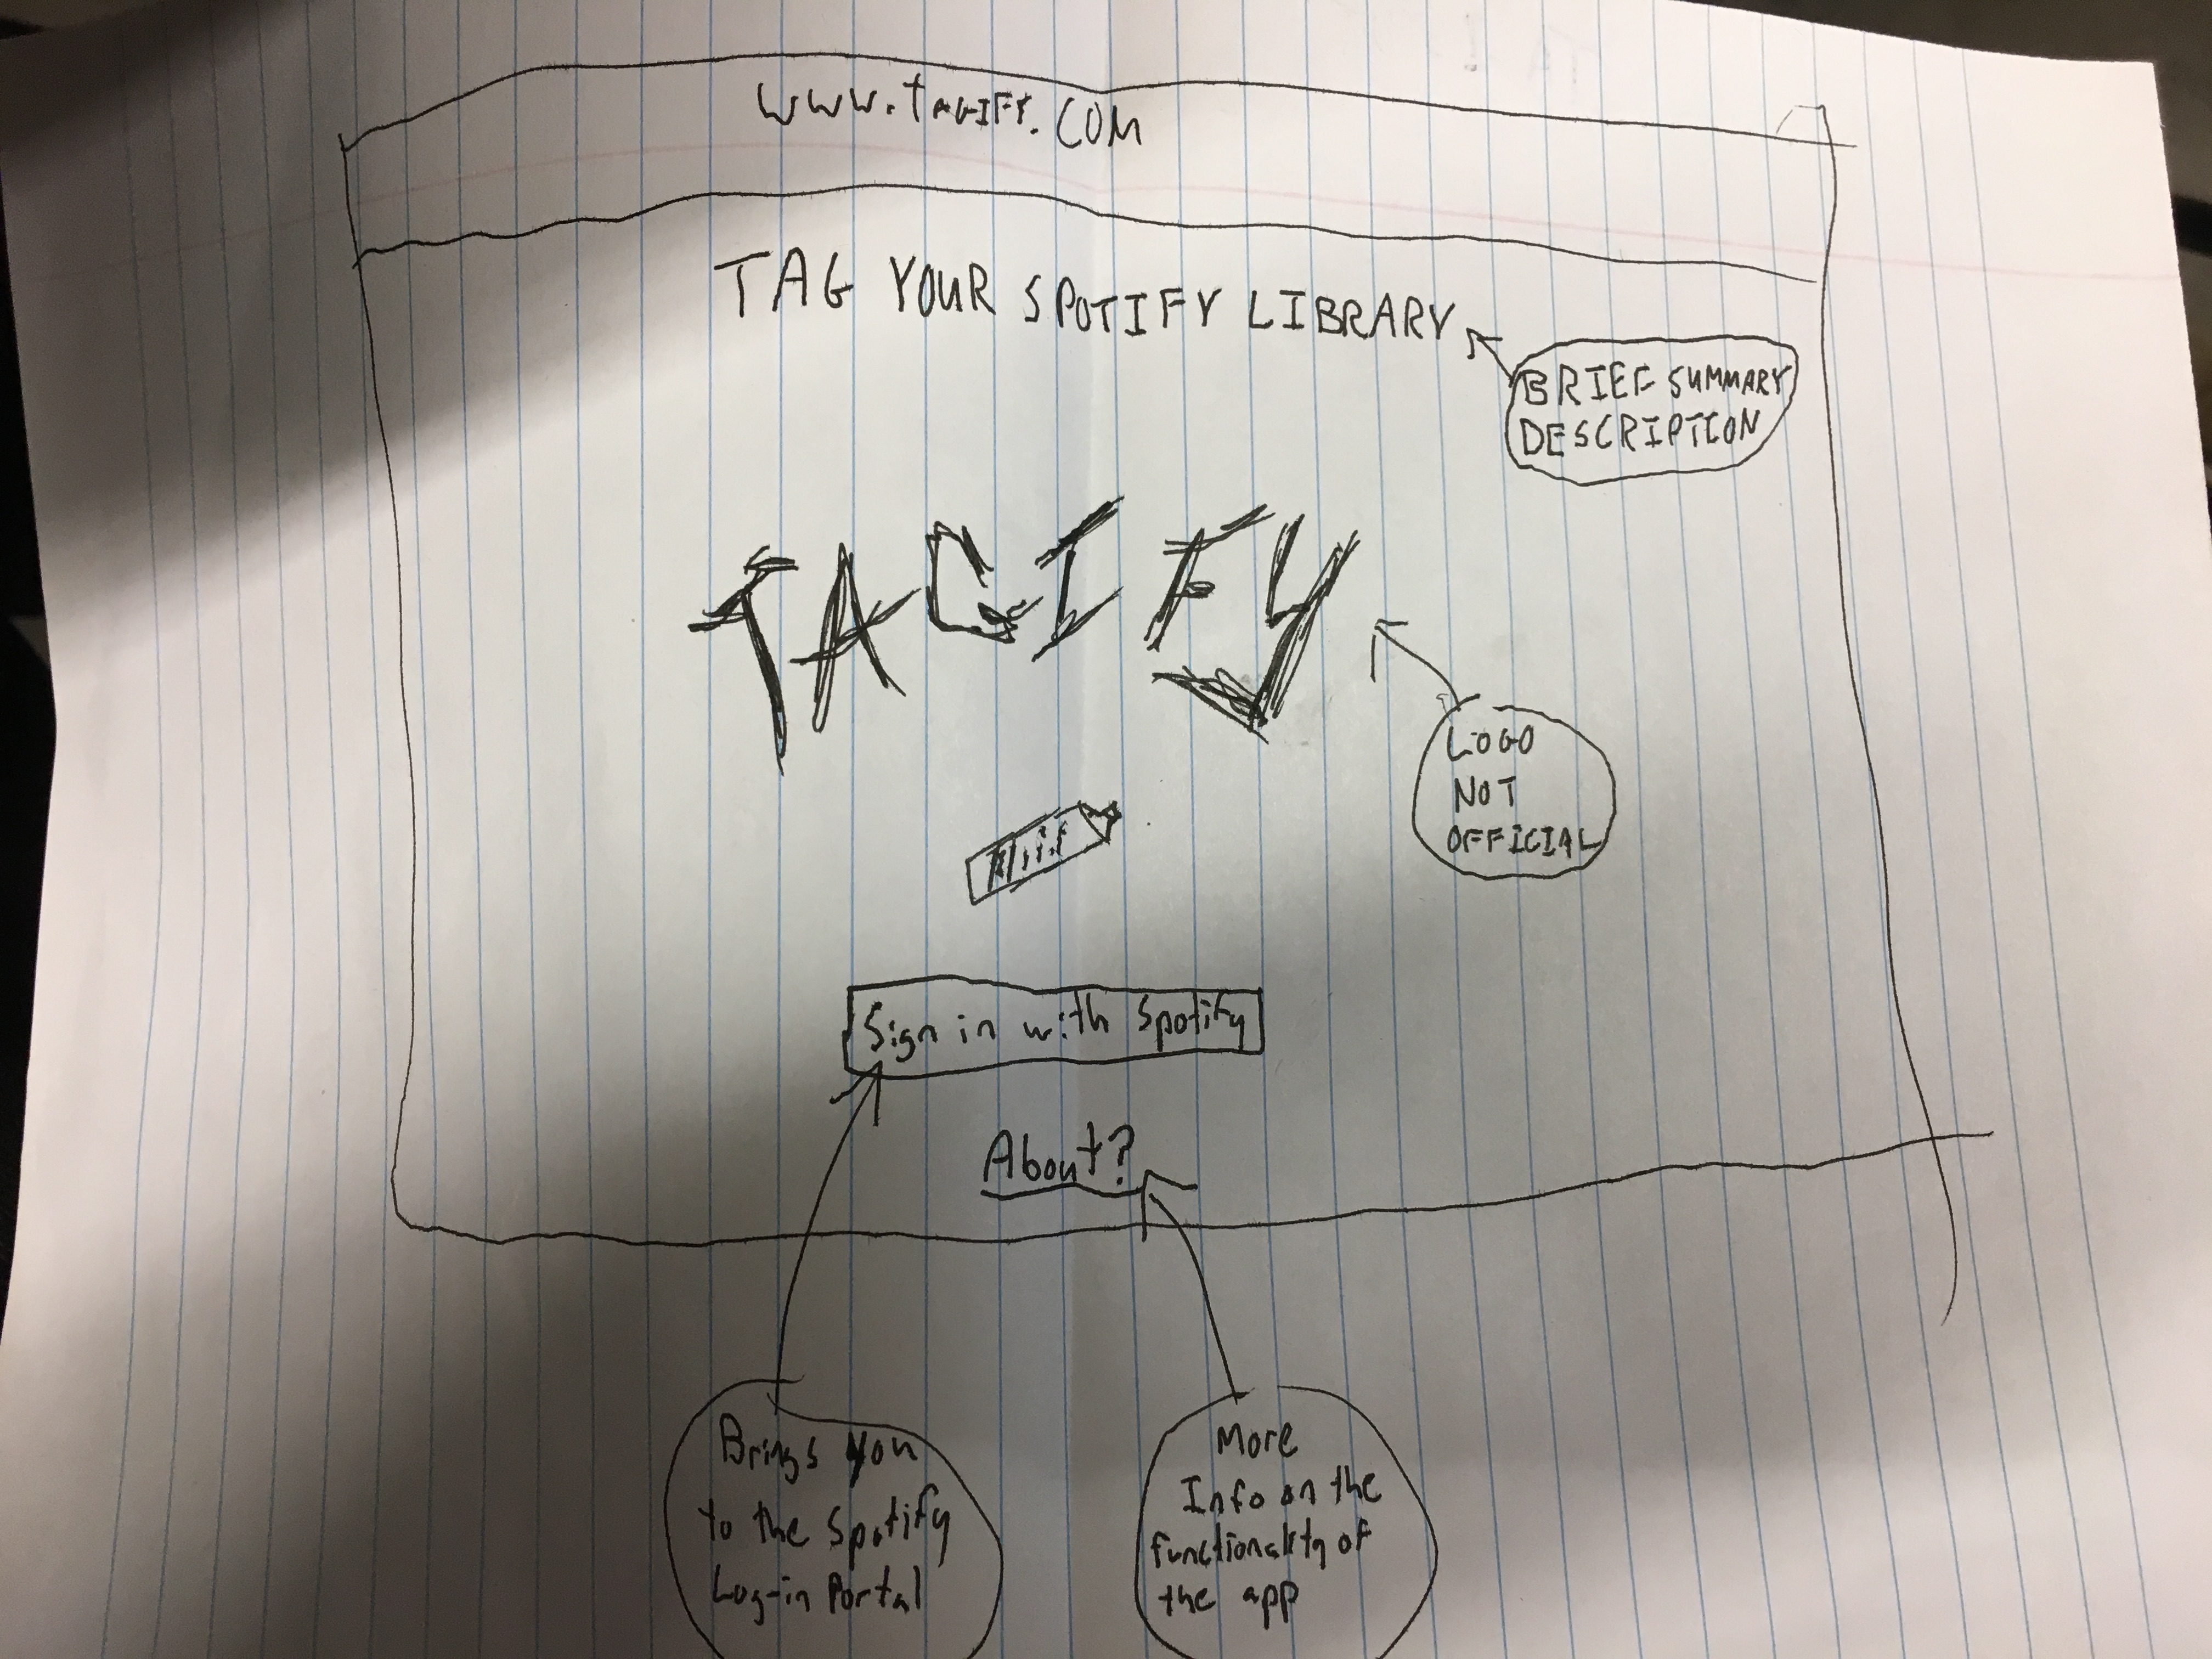 www.TAGIFY.COM
TAG YOUR SPOTIFY LIBRARY
BRIEF SUMMARY
DESCRIPTION
TAGIFY
LOGO
NOT
OFFICIAL
Sign in with Spotify
About?
Brings you
to the Spotify
Log-in Portal
More
Info on the
functionality of
the app